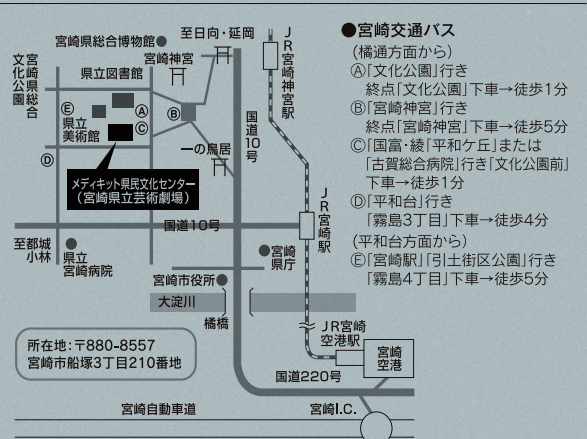 至日向・延岡
宮崎県総合博物館
宮崎神宮
県立図書館
宮崎県総合
文化公園
JR宮崎神宮駅
Ⓔ
Ⓐ
Ⓑ
県立
美術館
Ⓒ
国道10号
Ⓓ
一の鳥居
メディキット県民文化センター
(宮崎県立芸術劇場)
国道10号
JR宮崎駅
至都城
小林
県立
宮崎病院
宮崎
県庁
宮崎市役所
大淀川
橘橋
JR宮崎
空港駅
宮崎
空港
所在地:〒880-8557
宮崎市船塚3丁目210番地
国道220号
宮崎自動車道
宮崎I.C.
●宮崎交通バス
(橘通方面から)
Ⓐ「文化公園」行き
終点「文化公園」下車→徒歩1分
Ⓑ「宮崎神宮」行き
終点「宮崎神宮」下車→徒歩5分
Ⓒ「国富・綾「平和ケ丘」または
「古賀総合病院」行き「文化公園前」
下車→徒歩1分
Ⓓ「平和台」行き
「霧島3丁目」下車→徒歩4分
(平和台方面から)
Ⓔ「宮崎駅」「引土街区公園」行き
「霧島4丁目」下車→徒歩5分